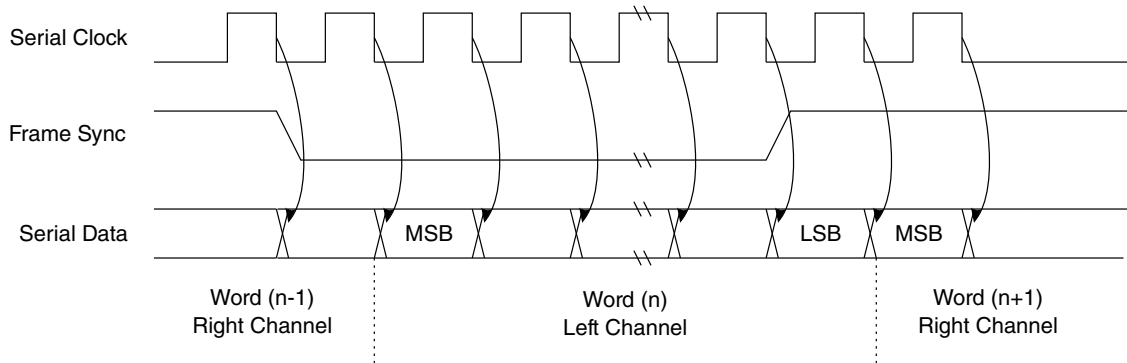 Serial Clock
Frame Sync
Serial Data
MSB
LSB
MSB
Word (n-1)
Right Channel
Word (n)
Left Channel
Word (n+1)
Right Channel